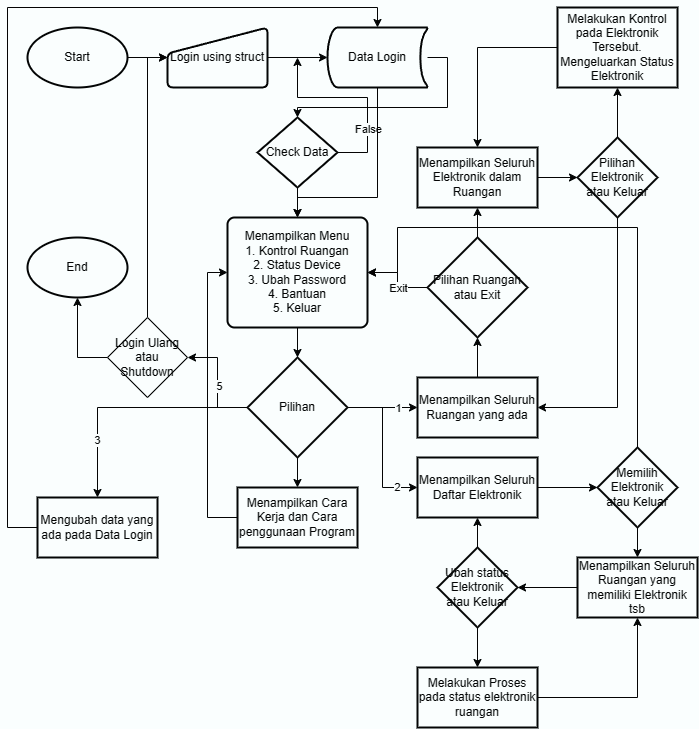 Start
Login using struct
Data Login
Melakukan Kontrol
pada Elektronik
Tersebut.
Mengeluarkan Status
Elektronik
False
Check Data
Menampilkan Seluruh
Elektronik dalam
Ruangan
Pilihan
Elektronik
atau Keluar
Menampilkan Menu
1. Kontrol Ruangan
2. Status Device
3. Ubah Password
4. Bantuan
5. Keluar
End
Exit
Pilihan Ruangan
atau Exit
Login Ulang
atau
Shutdown
5
Pilihan
1
Menampilkan Seluruh
Ruangan yang ada
3
2
Menampilkan Seluruh
Daftar Elektronik
Memilih
Elektronik
atau Keluar
Mengubah data yang
ada pada Data Login
Menampilkan Cara
Kerja dan Cara
penggunaan Program
Ubah status
Elektronik
atau Keluar
Menampilkan Seluruh
Ruangan yang
memiliki Elektronik
tsb
Melakukan Proses
pada status elektronik
ruangan